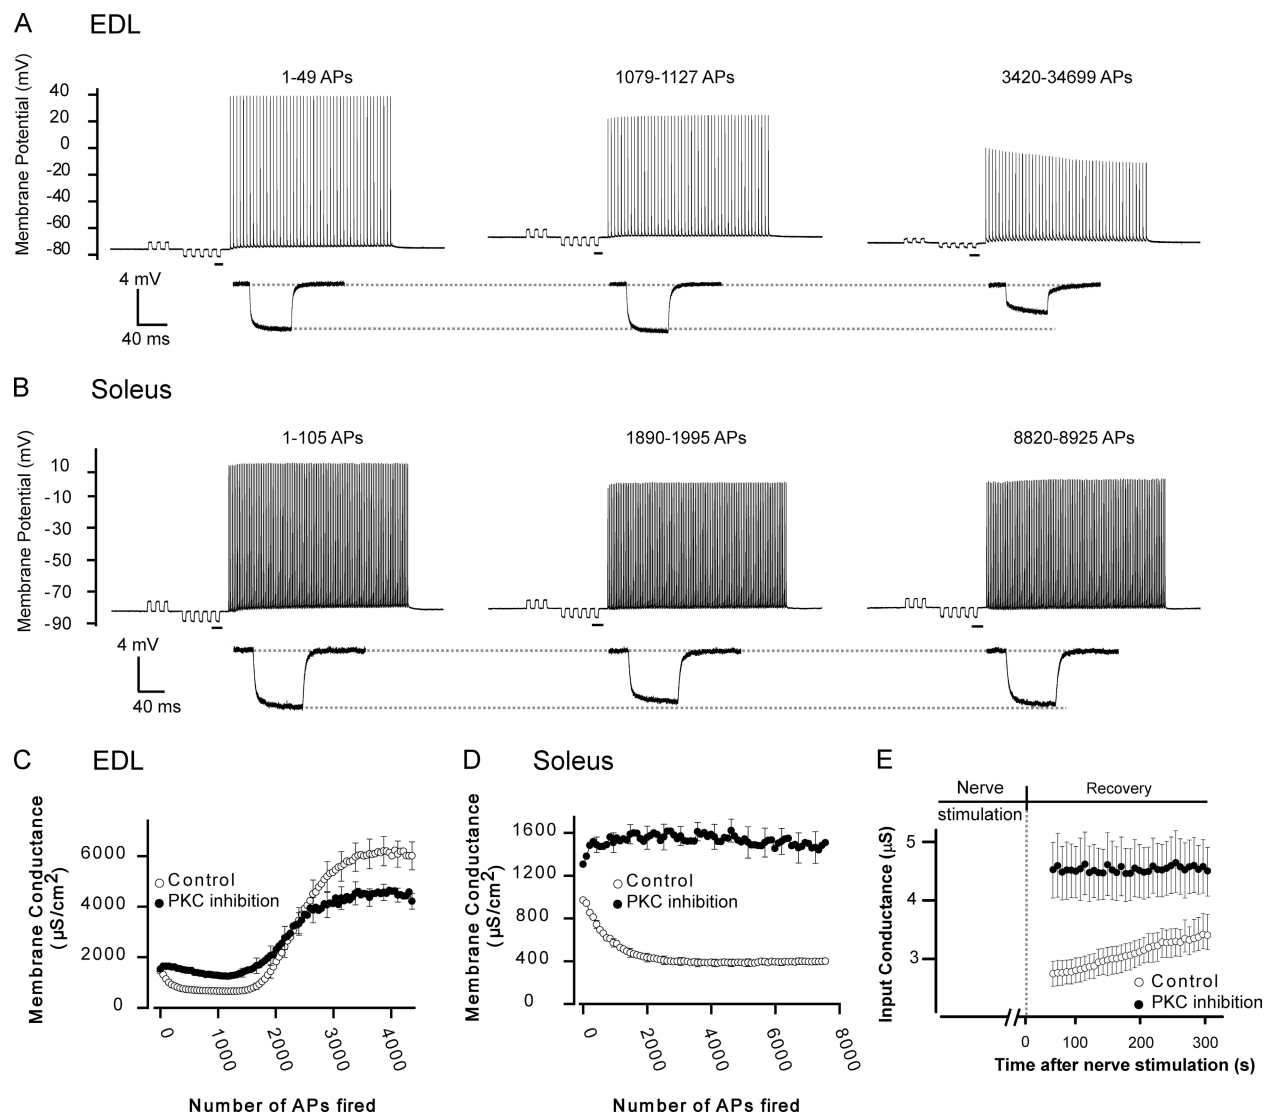 A EDL
1-49 APs
1079-1127 APs
3420-34699 APs
Membrane Potential (mV)
40
20
0
-20
-40
-60
-80
4 mV
40 ms
B Soleus
1-105 APs
1890-1995 APs
8820-8925 APs
Membrane Potential (mV)
10
-10
-30
-50
-70
-90
4 mV
40 ms
C EDL
Membrane Conductance
(µS/cm2)
6000
4000
2000
0
Control
PKC inhibition
0
1000
2000
3000
4000
Number of APs fired
D Soleus
Membrane Conductance
(µS/cm2)
1600
1200
800
400
0
Control
PKC inhibition
0
2000
4000
6000
8000
Number of APs fired
E
Nerve
stimulation
Recovery
Input Conductance (µS)
5
4
3
Control
PKC inhibition
0
100
200
300
Time after nerve stimulation (s)